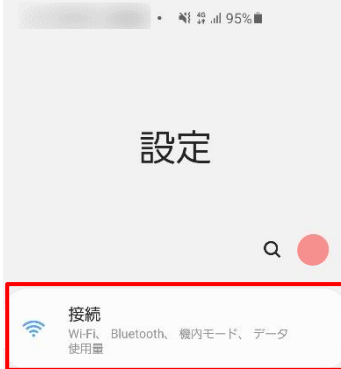 4G 95%
設定
接続
Wi-Fi、 Bluetooth、 機内モード、 データ
使用量